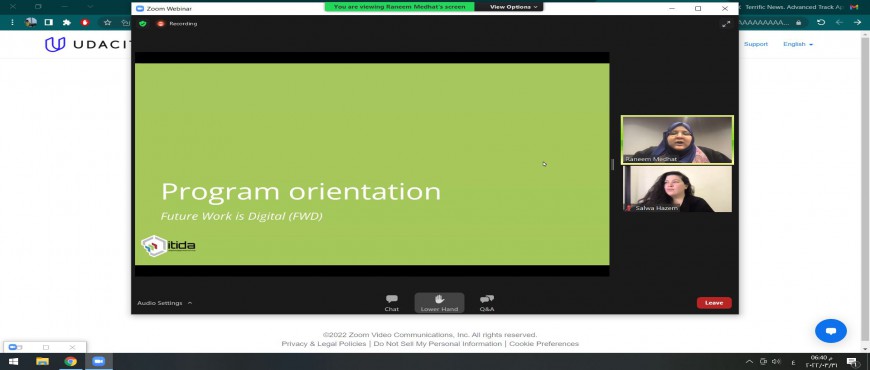 Zoom Webinar
You are viewing Raneem Medhat's screen
View Options
Terrific News, Advanced Track Ap
Recording
AAAAAAAAAA...
UDACIT
Support
English
Program orientation
Future Work is Digital (FWD)
itida
Raneem Medhat
Salwa Hazem
Audio Settings
Chat
Lower Hand
Q&A
Leave
©2022 Zoom Video Communications, Inc. All rights reserved.
Privacy & Legal Policies | Do Not Sell My Personal Information | Cookie Preferences
ع
06:40 م
٢٠٢٢/٠٣/٣١